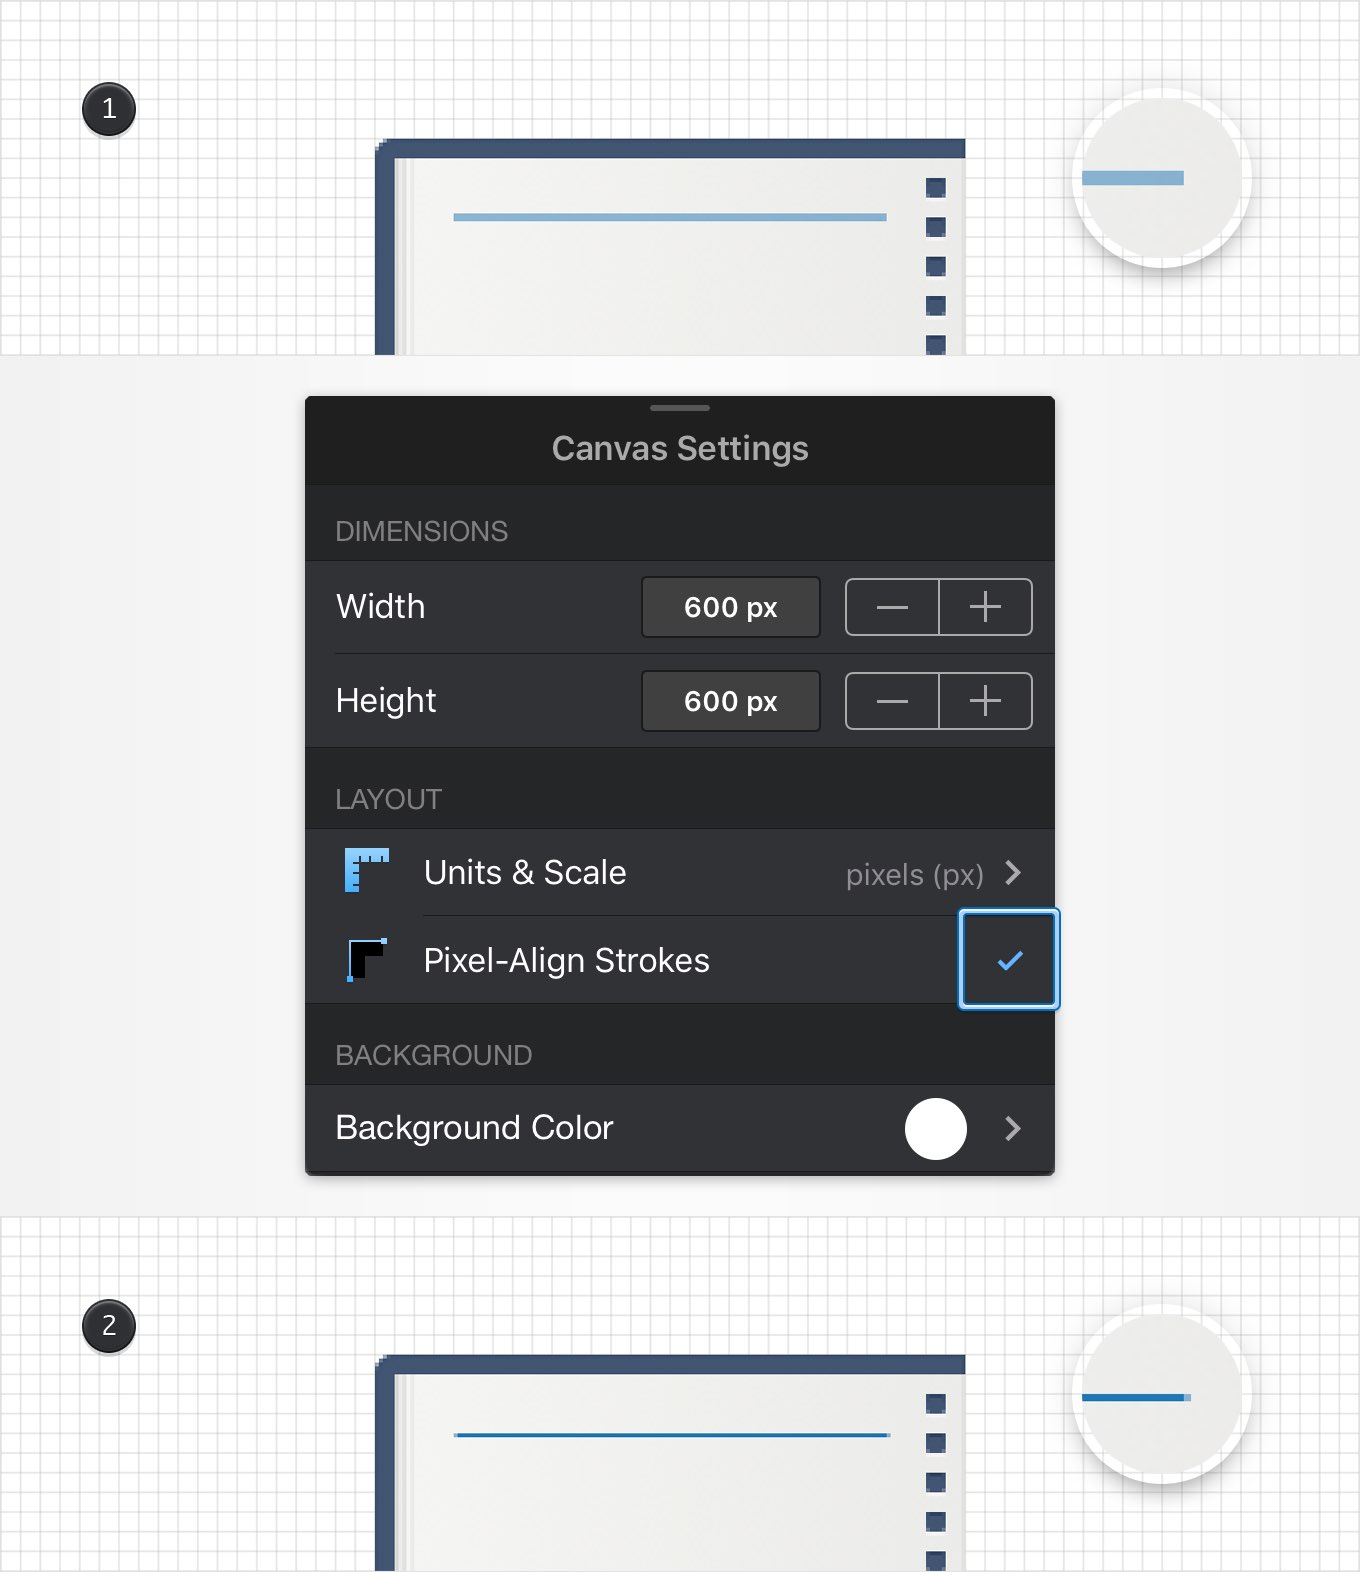 1
Canvas Settings
DIMENSIONS
Width 600 px
Height 600 px
LAYOUT
Units & Scale pixels (px)
Pixel-Align Strokes
BACKGROUND
Background Color
2